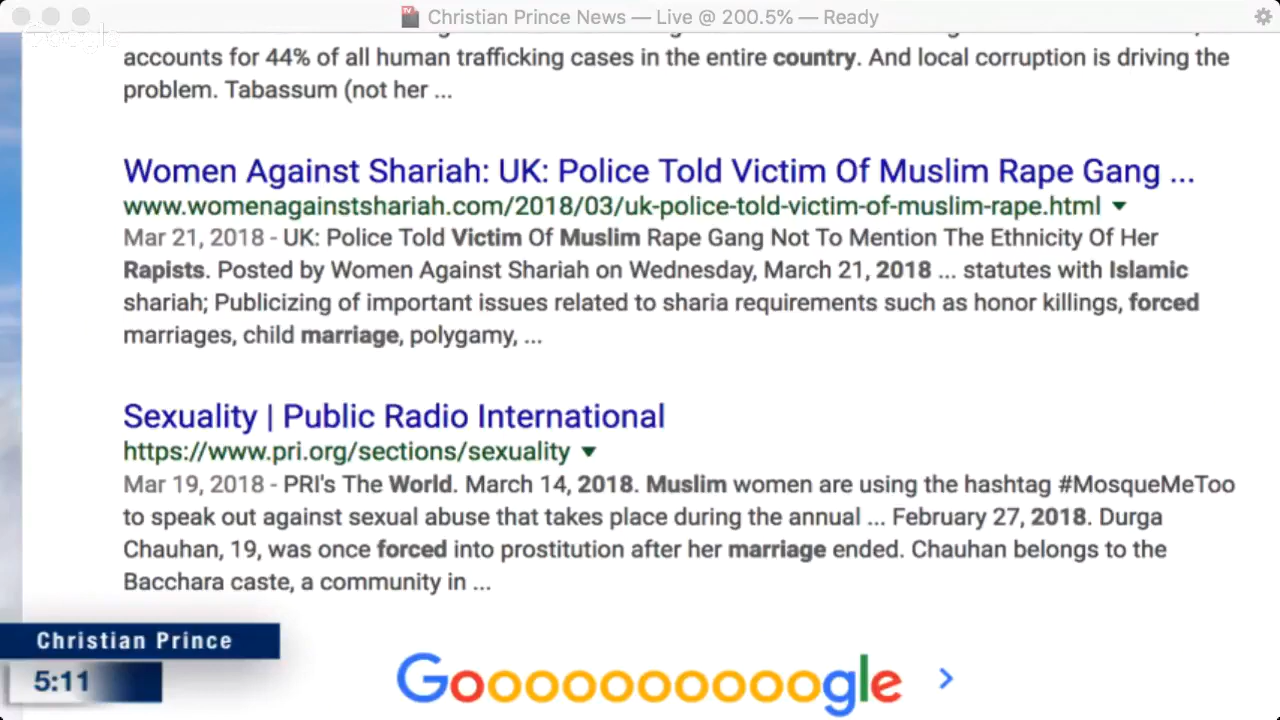 Christian Prince News — Live @ 200.5% — Ready
Google
accounts for 44% of all human trafficking cases in the entire country. And local corruption is driving the
problem. Tabassum (not her ...
Women Against Shariah: UK: Police Told Victim Of Muslim Rape Gang ...
www.womenagainstshariah.com/2018/03/uk-police-told-victim-of-muslim-rape.html
Mar 21, 2018 - UK: Police Told Victim Of Muslim Rape Gang Not To Mention The Ethnicity Of Her
Rapists. Posted by Women Against Shariah on Wednesday, March 21, 2018 ... statutes with Islamic
shariah; Publicizing of important issues related to sharia requirements such as honor killings, forced
marriages, child marriage, polygamy, ...
Sexuality | Public Radio International
https://www.pri.org/sections/sexuality
Mar 19, 2018 - PRI's The World. March 14, 2018. Muslim women are using the hashtag #MosqueMeToo
to speak out against sexual abuse that takes place during the annual ... February 27, 2018. Durga
Chauhan, 19, was once forced into prostitution after her marriage ended. Chauhan belongs to the
Bacchara caste, a community in ...
Christian Prince
5:11
Goooooooooogle